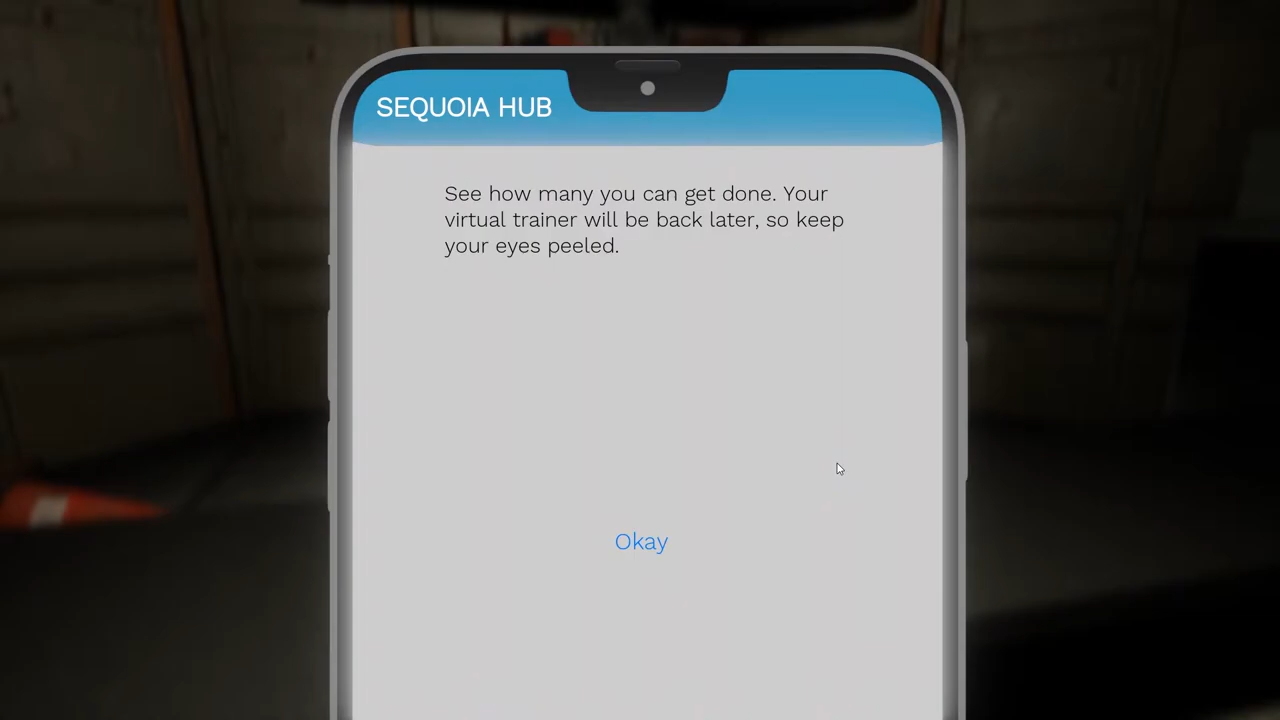 SEQUOIA HUB
See how many you can get done. Your
virtual trainer will be back later, so keep
your eyes peeled.
Okay